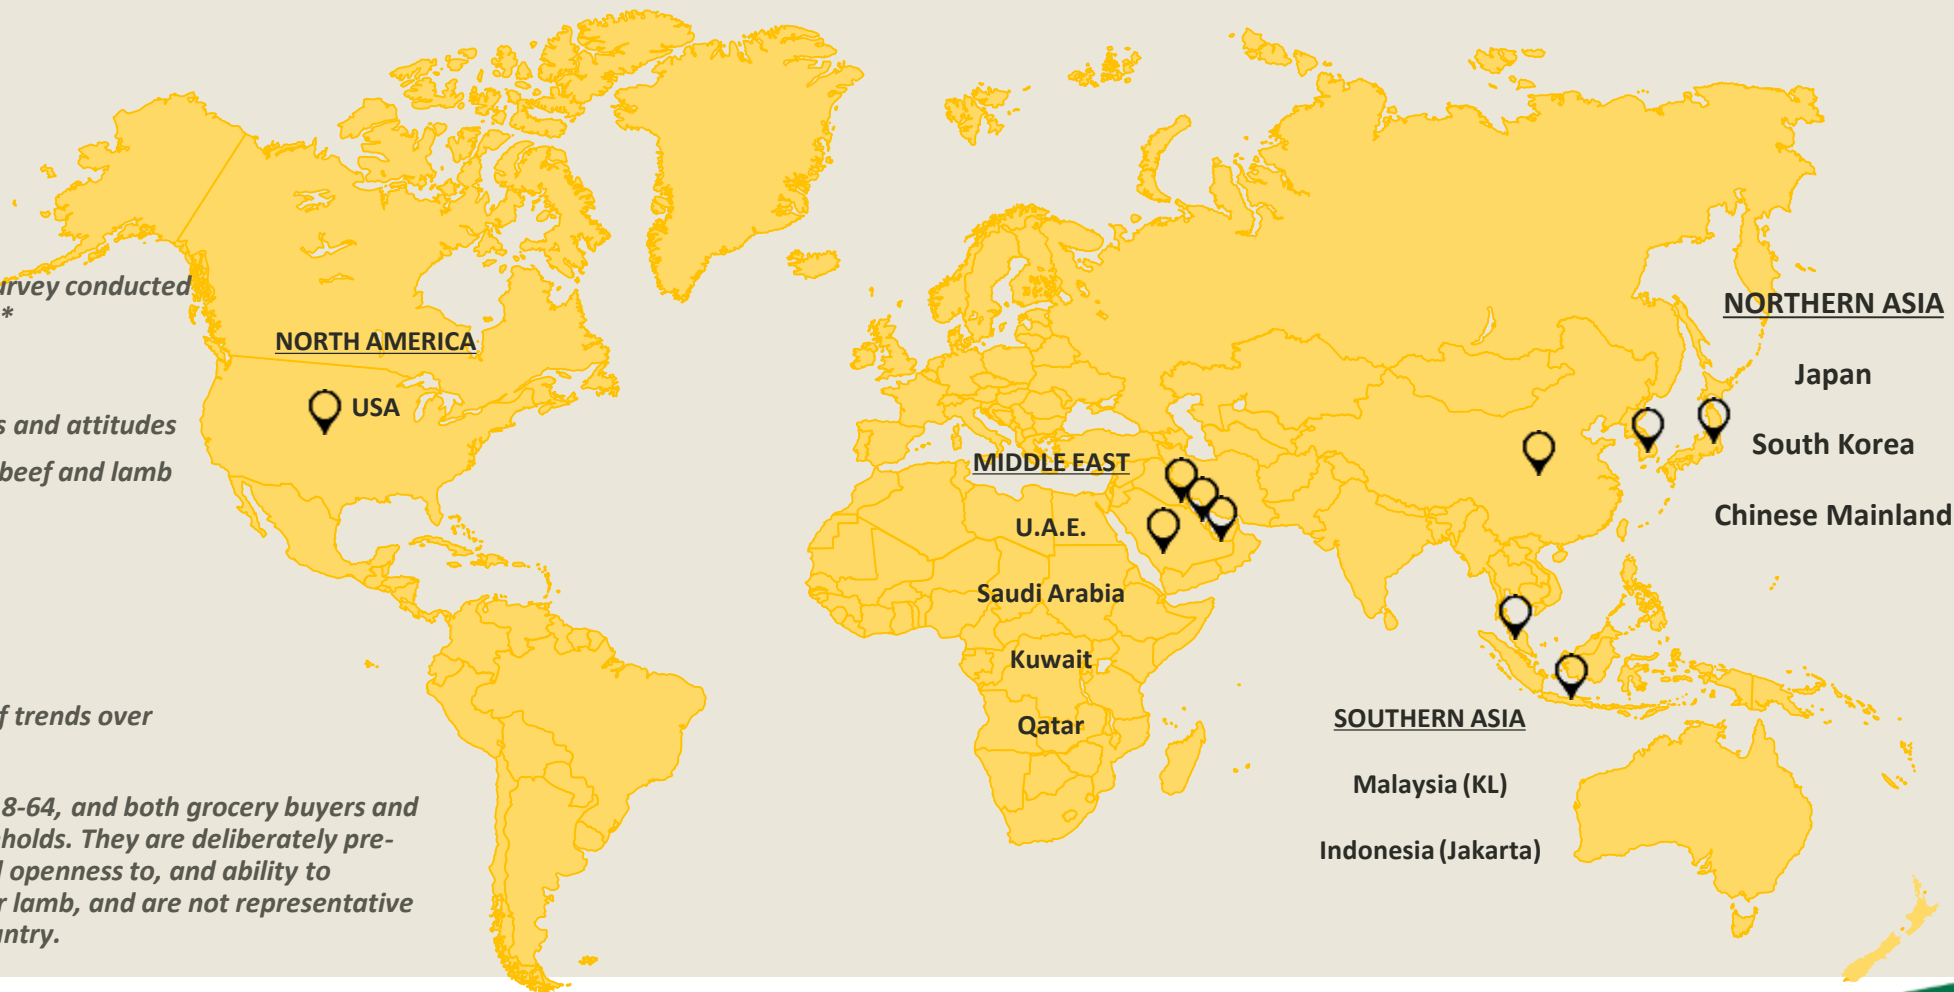 urvey conducted
*
s and attitudes
beef and lamb
f trends over
8-64, and both grocery buyers and
holds. They are deliberately pre-
openness to, and ability to
r lamb, and are not representative
ntry.
NORTH AMERICA
USA
MIDDLE EAST
U.A.E.
Saudi Arabia
Kuwait
Qatar
SOUTHERN ASIA
Malaysia (KL)
Indonesia (Jakarta)
NORTHERN ASIA
Japan
South Korea
Chinese Mainland